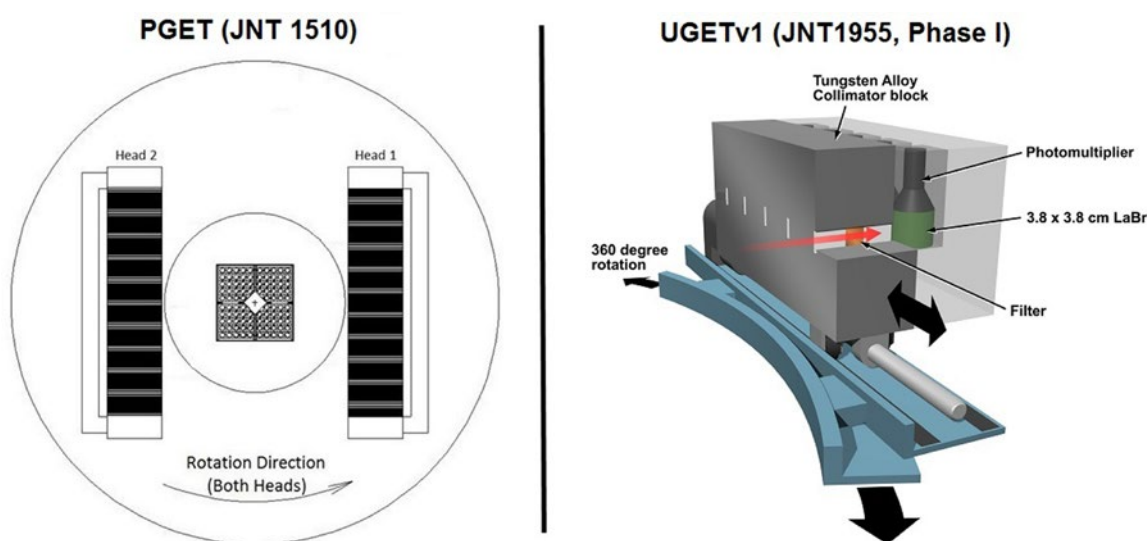 PGET (JNT 1510)
Head 2
Head 1
Rotation Direction
(Both Heads)
UGETv1 (JNT1955, Phase I)
Tungsten Alloy
Collimator block
Photomultiplier
3.8 x 3.8 cm LaBr
360 degree
rotation
Filter